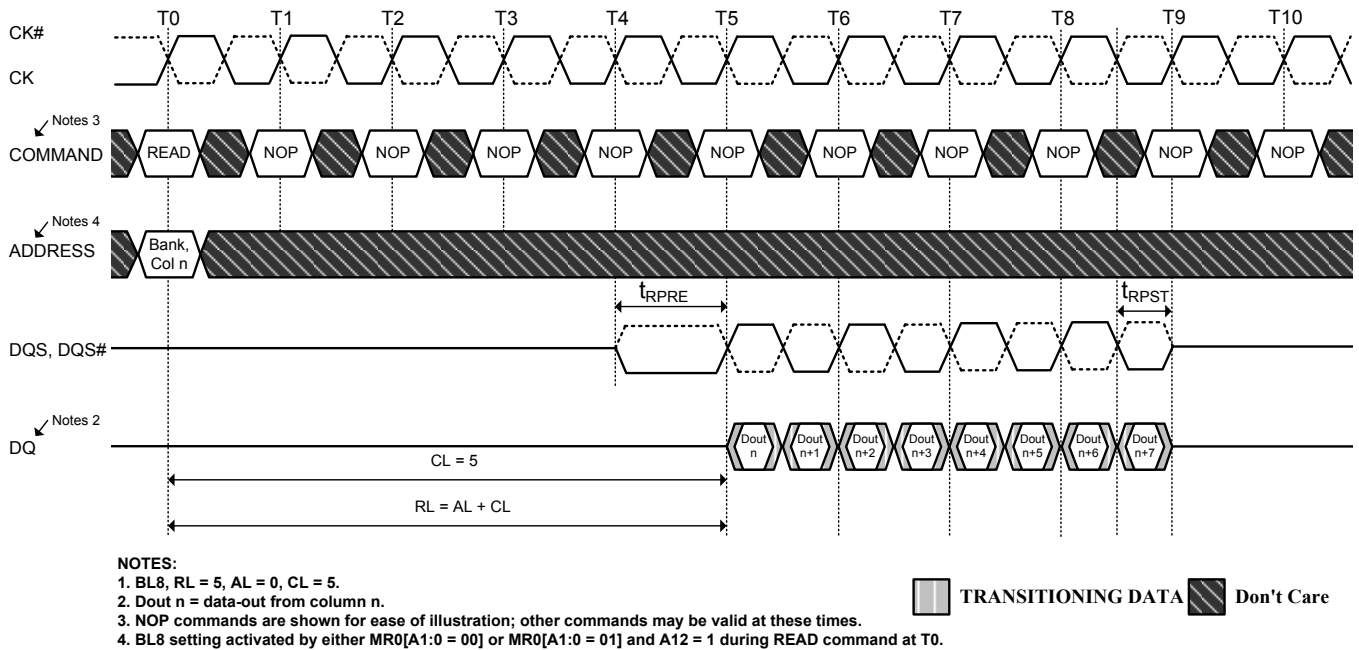 T0 T1 T2 T3 T4 T5 T6 T7 T8 T9 T10
CK#
CK
Notes 3
COMMAND READ NOP NOP NOP NOP NOP NOP NOP NOP NOP NOP
Notes 4
ADDRESS Bank, Col n
tRPRE tRPST
DQS, DQS#
Notes 2
DQ Dout n Dout n+1 Dout n+2 Dout n+3 Dout n+4 Dout n+5 Dout n+6 Dout n+7
CL = 5
RL = AL + CL
NOTES:
1. BL8, RL = 5, AL = 0, CL = 5.
2. Dout n = data-out from column n.
3. NOP commands are shown for ease of illustration; other commands may be valid at these times.
4. BL8 setting activated by either MR0[A1:0 = 00] or MR0[A1:0 = 01] and A12 = 1 during READ command at T0.
TRANSITIONING DATA Don't Care